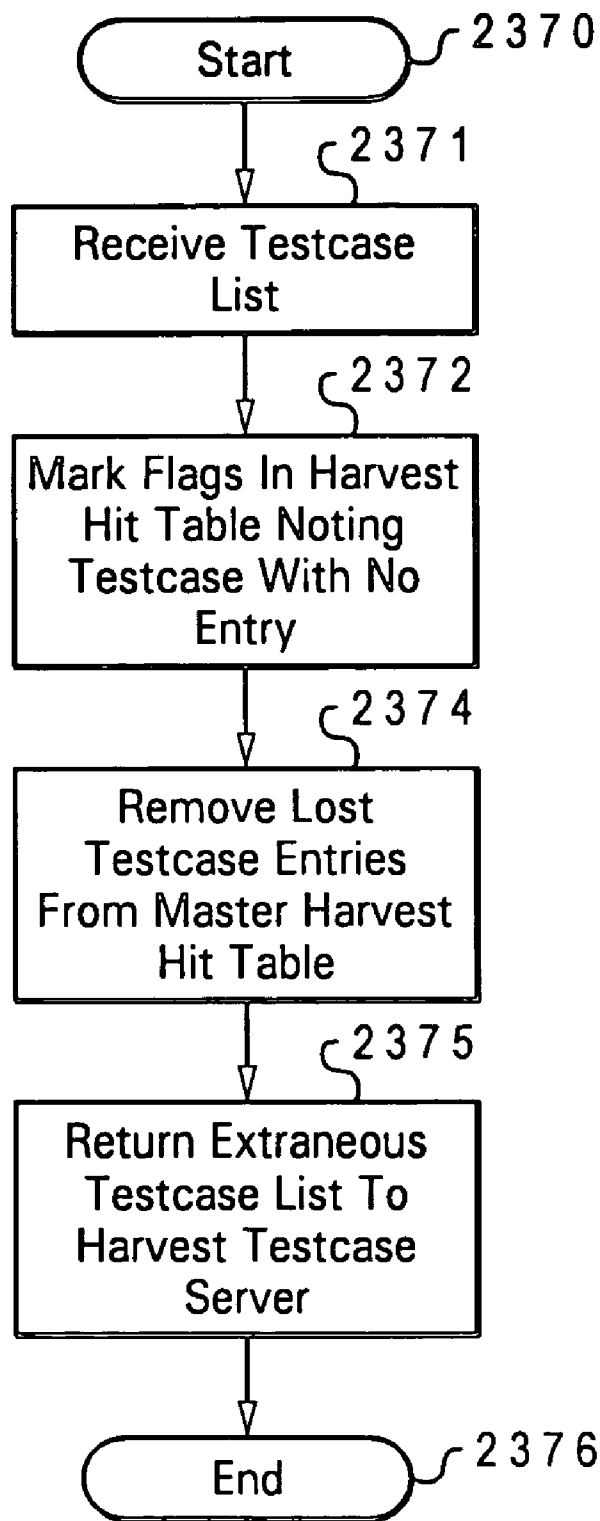 Start
2370
2371
Receive Testcase
List
2372
Mark Flags In Harvest
Hit Table Noting
Testcase With No
Entry
2374
Remove Lost
Testcase Entries
From Master Harvest
Hit Table
2375
Return Extraneous
Testcase List To
Harvest Testcase
Server
End
2376